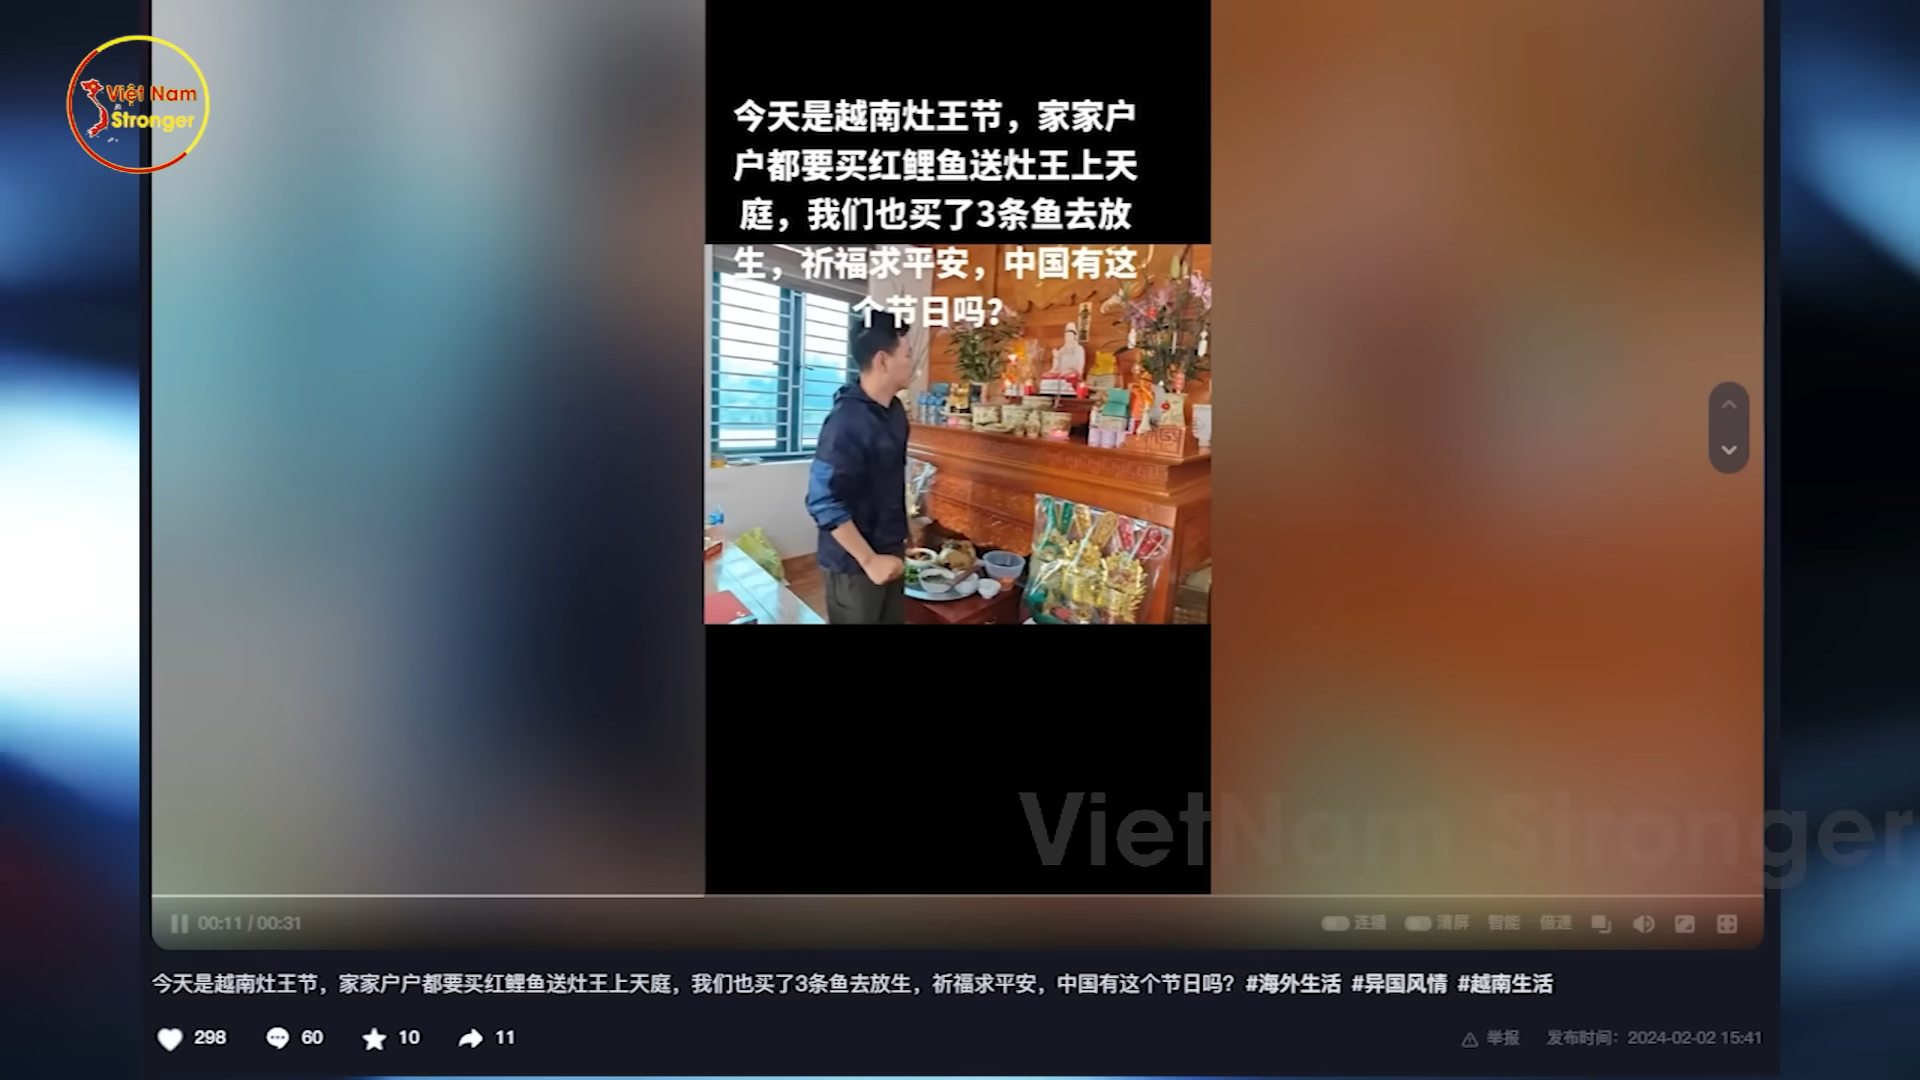 Việt Nam
Stronger
今天是越南灶王节，家家户
户都要买红鲤鱼送灶王上天
庭，我们也买了3条鱼去放
生，祈福求平安，中国有这
个节日吗？
VietNam Stronger
00:11 / 00:31
连播 清屏 智能 倍速
今天是越南灶王节，家家户户都要买红鲤鱼送灶王上天庭，我们也买了3条鱼去放生，祈福求平安，中国有这个节日吗？ #海外生活 #异国风情 #越南生活
298 60 10 11
举报 发布时间：2024-02-02 15:41